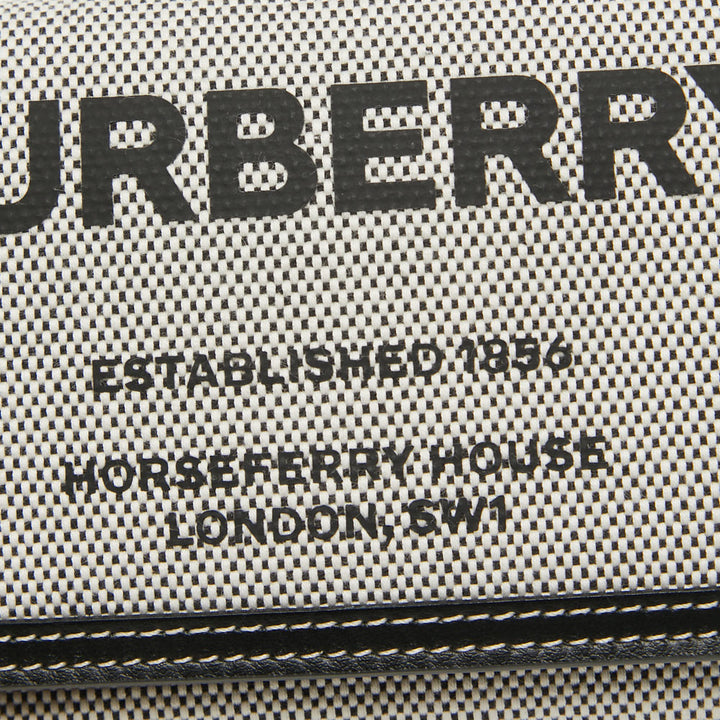 URBERRY
ESTABLISHED 1856
HORSEFERRY HOUSE
LONDON, SW1